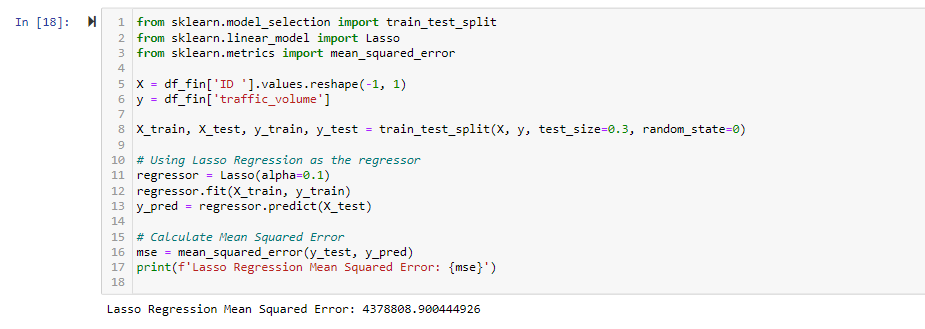 In [18]:
1 from sklearn.model_selection import train_test_split
2 from sklearn.linear_model import Lasso
3 from sklearn.metrics import mean_squared_error
4
5 X = df_fin['ID '].values.reshape(-1, 1)
6 y = df_fin['traffic_volume']
7
8 X_train, X_test, y_train, y_test = train_test_split(X, y, test_size=0.3, random_state=0)
9
10 # Using Lasso Regression as the regressor
11 regressor = Lasso(alpha=0.1)
12 regressor.fit(X_train, y_train)
13 y_pred = regressor.predict(X_test)
14
15 # Calculate Mean Squared Error
16 mse = mean_squared_error(y_test, y_pred)
17 print(f'Lasso Regression Mean Squared Error: {mse}')
18
Lasso Regression Mean Squared Error: 4378808.900444926